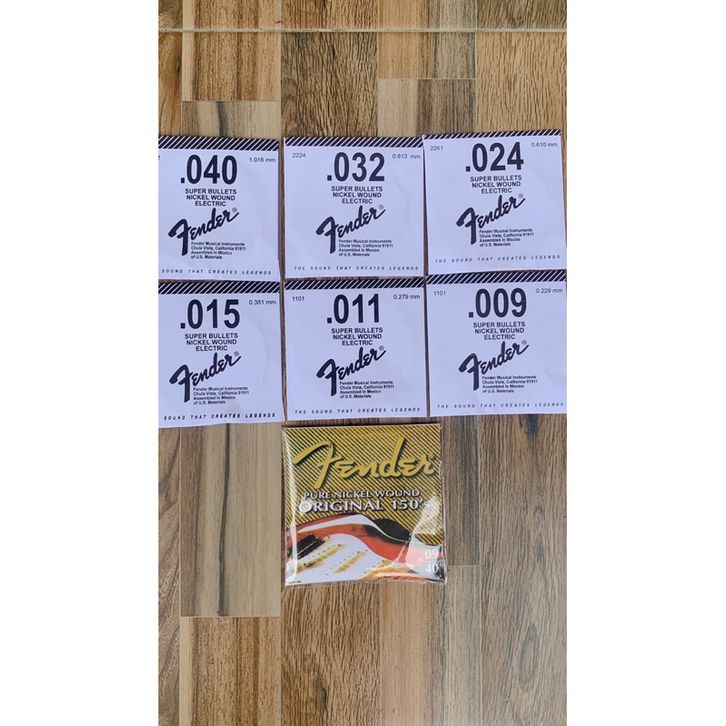 .040
1.016 mm
SUPER BULLETS
NICKEL WOUND
ELECTRIC
Fender®
Fender Musical Instruments
Chula Vista, California 91911
Assembled in Mexico
of U.S. Materials
THE SOUND THAT CREATES LEGENDS
2224
.032
0.813 mm
SUPER BULLETS
NICKEL WOUND
ELECTRIC
Fender®
Fender Musical Instruments
Chula Vista, California 91911
Assembled in Mexico
of U.S. Materials
THE SOUND THAT CREATES LEGENDS
2261
.024
0.610 mm
SUPER BULLETS
NICKEL WOUND
ELECTRIC
Fender®
Fender Musical Instruments
Chula Vista, California 91911
Assembled in Mexico
of U.S. Materials
THE SOUND THAT CREATES LEGENDS
.015
0.381 mm
SUPER BULLETS
NICKEL WOUND
ELECTRIC
Fender®
Fender Musical Instruments
Chula Vista, California 91911
Assembled in Mexico
of U.S. Materials
SOUND THAT CREATES LEGENDS
1101
.011
0.279 mm
SUPER BULLETS
NICKEL WOUND
ELECTRIC
Fender®
Fender Musical Instruments
Chula Vista, California 91911
Assembled in Mexico
of U.S. Materials
THE SOUND THAT CREATES LEGENDS
1101
.009
0.229 mm
SUPER BULLETS
NICKEL WOUND
ELECTRIC
Fender®
Fender Musical Instruments
Chula Vista, California 91911
Assembled in Mexico
of U.S. Materials
THE SOUND THAT CREATES LEGENDS
Fender
PURE NICKEL WOUND
ORIGINAL 150's
09
40